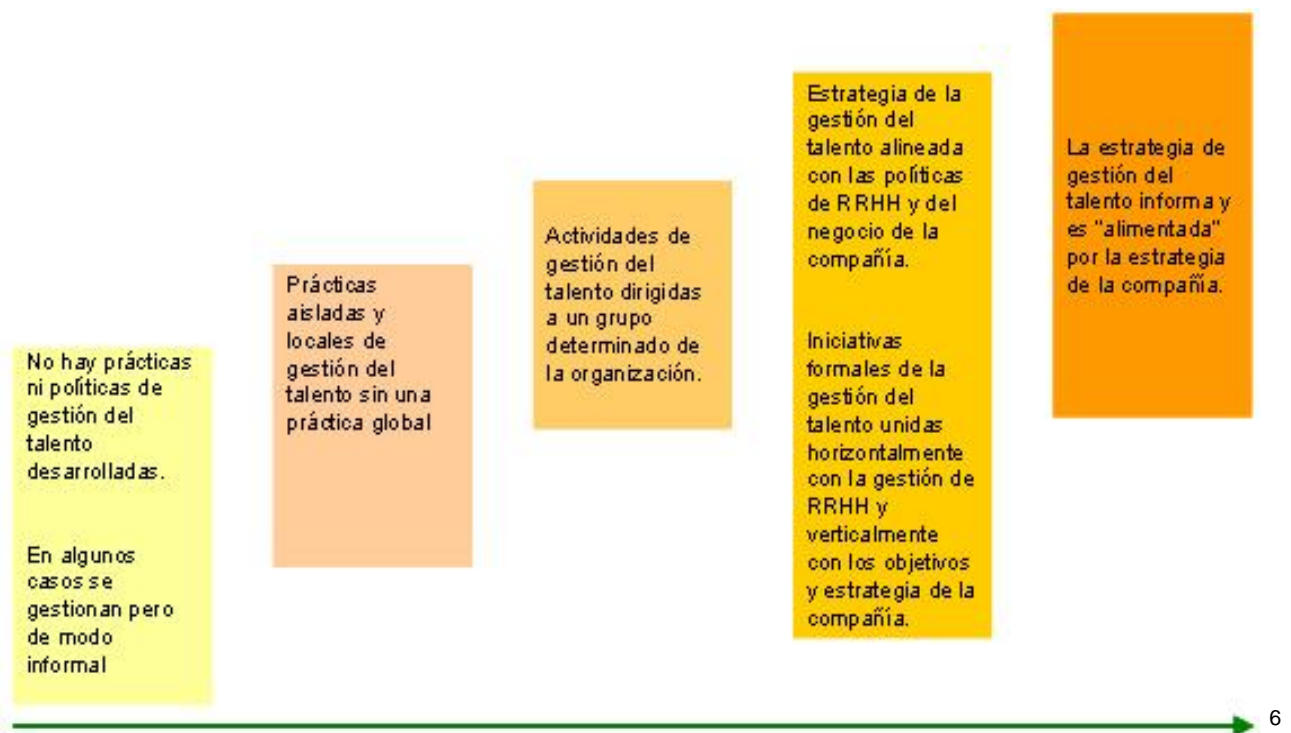 No hay prácticas
ni políticas de
gestión del
talento
desarrolladas.
En algunos
casos se
gestionan pero
de modo
informal
Prácticas
aisladas y
locales de
gestión del
talento sin una
práctica global
Actividades de
gestión del
talento dirigidas
a un grupo
determinado de
la organización.
Estrategia de la
gestión del
talento alineada
con las políticas
de RRHH y del
negocio de la
compañía.
Iniciativas
formales de la
gestión del
talento unidas
horizontalmente
con la gestión de
RRHH y
verticalmente
con los objetivos
y estrategia de la
compañía.
La estrategia de
gestión del
talento informa y
es "alimentada"
por la estrategia
de la compañía.
6